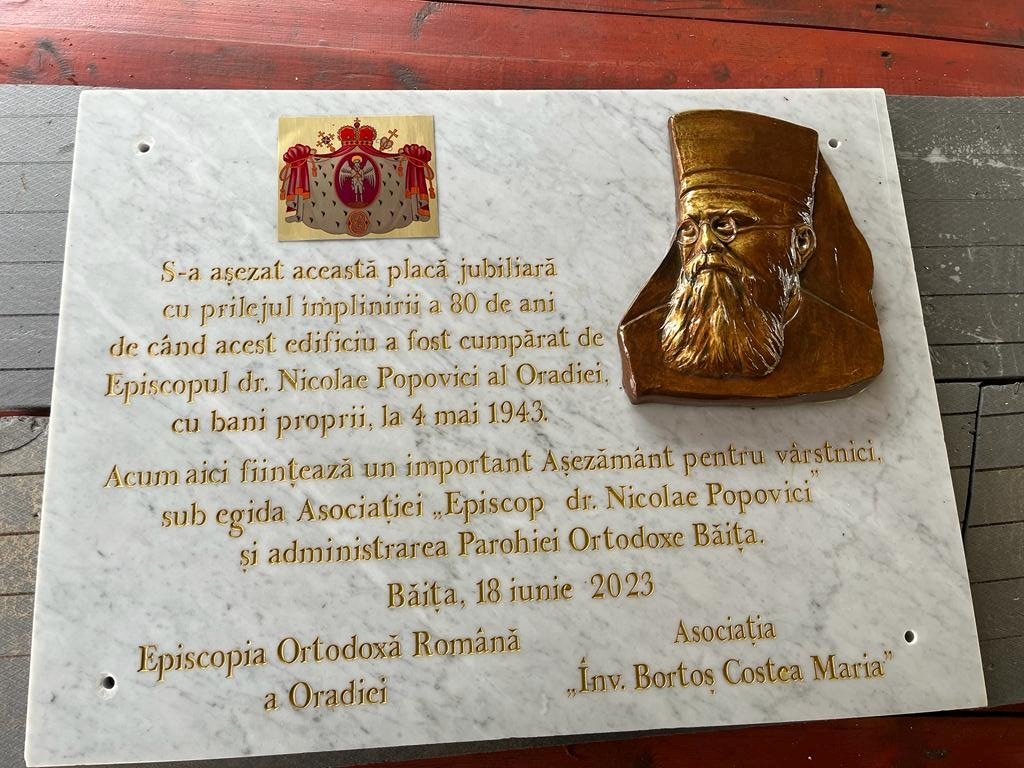 S-a așezat această placă jubiliară
cu prilejul împlinirii a 80 de ani
de când acest edificiu a fost cumpărat de
Episcopul dr. Nicolae Popovici al Oradiei,
cu bani proprii, la 4 mai 1943.
Acum aici ființează un important Așezământ pentru vârstnici,
sub egida Asociației „Episcop dr. Nicolae Popovici”
și administrarea Parohiei Ortodoxe Băița.
Băița, 18 iunie 2023
Episcopia Ortodoxă Română
a Oradiei
Asociația
„Înv. Bortoș Costea Maria”